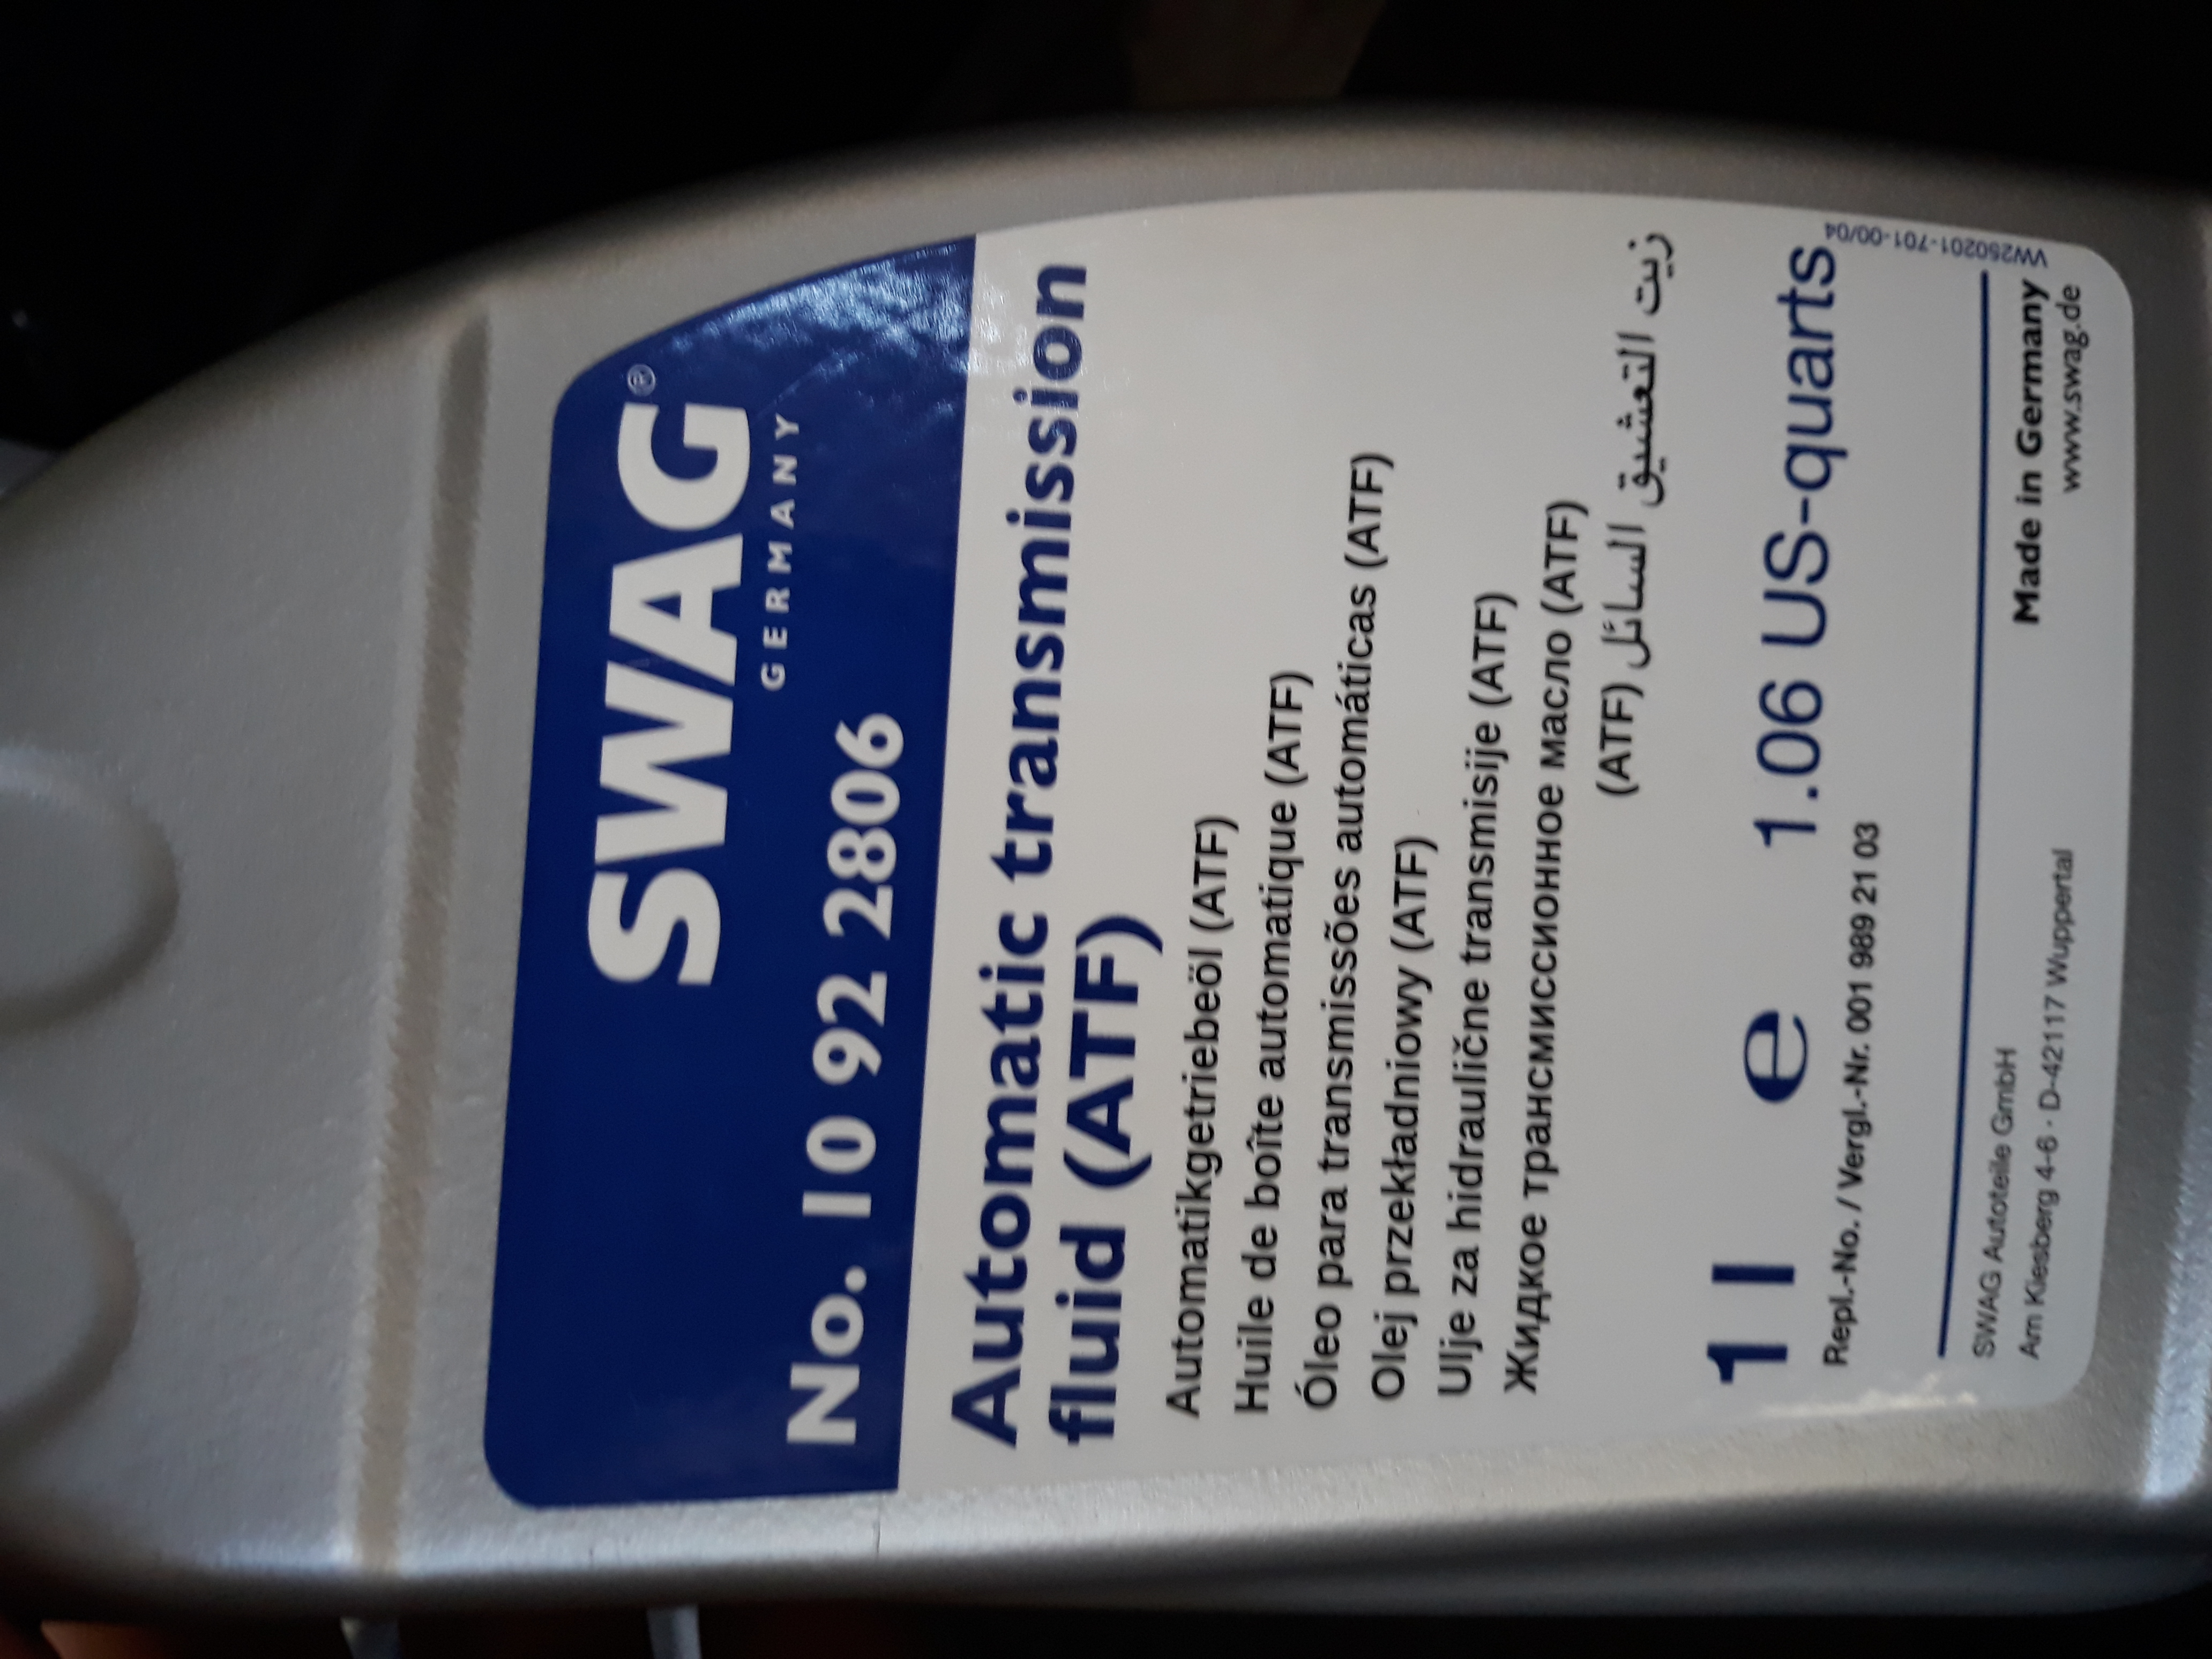 SWAG®
GERMANY
No. 10 92 2806
Automatic transmission
fluid (ATF)
Automatikgetriebeöl (ATF)
Huile de boîte automatique (ATF)
Óleo para transmissões automáticas (ATF)
Olej przekładniowy (ATF)
Ulje za hidraulične transmisije (ATF)
Жидкое трансмиссионное масло (ATF)
زيت التعشيق السائل (ATF)
1 l e 1.06 US-quarts
Repl.-No. / Vergl.-Nr. 001 989 21 03
VW250201-701-00/04
SWAG Autoteile GmbH
Am Kiesberg 4-6 · D-42117 Wuppertal
Made in Germany
www.swag.de